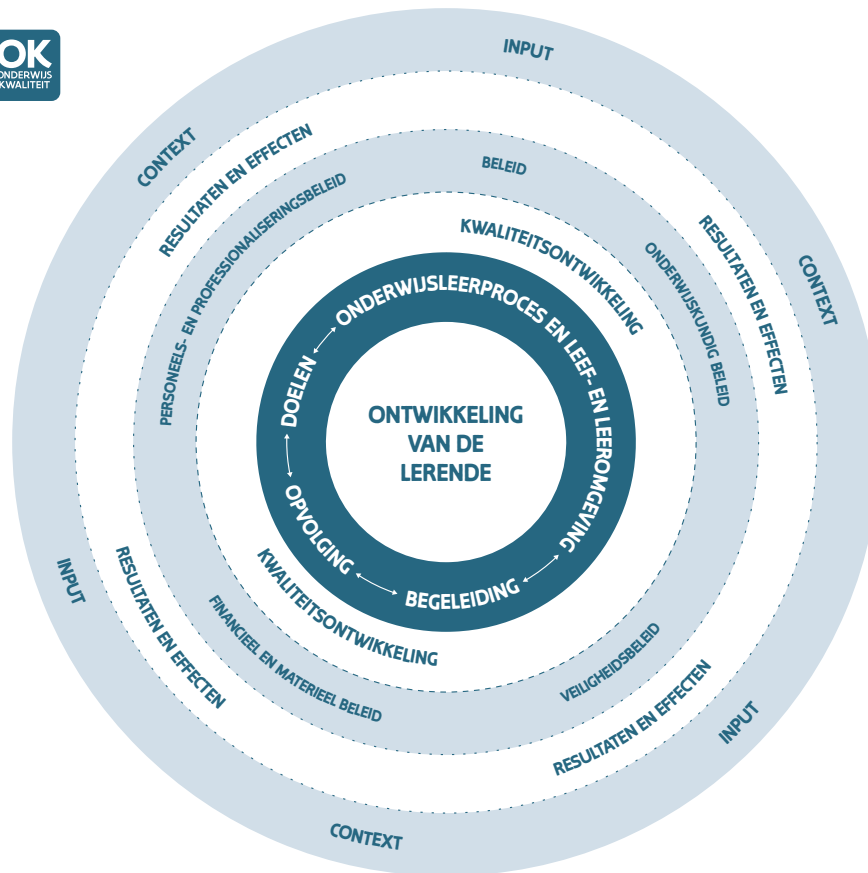 OK
ONDERWIJS
KWALITEIT
INPUT
CONTEXT
CONTEXT
INPUT
INPUT
CONTEXT
RESULTATEN EN EFFECTEN
RESULTATEN EN EFFECTEN
RESULTATEN EN EFFECTEN
RESULTATEN EN EFFECTEN
BELEID
PERSONEELS- EN PROFESSIONALISERINGSBELEID
ONDERWIJSKUNDIG BELEID
FINANCIEEL EN MATERIEEL BELEID
VEILIGHEIDSBELEID
KWALITEITSONTWIKKELING
KWALITEITSONTWIKKELING
ONDERWIJSLEERPROCES EN LEEF- EN LEEROMGEVING
DOELEN
OPVOLGING
BEGELEIDING
ONTWIKKELING
VAN DE
LERENDE